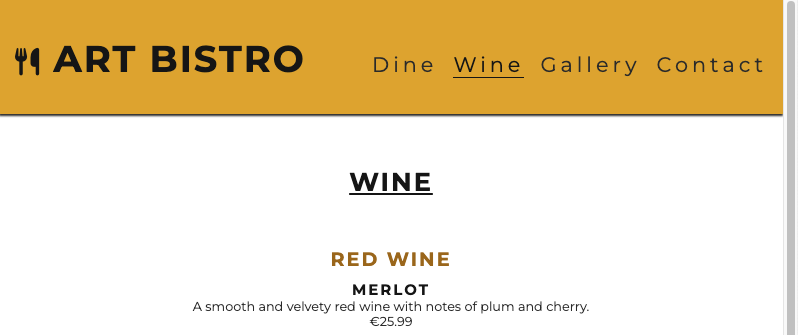 ART BISTRO
Dine Wine Gallery Contact
WINE
RED WINE
MERLOT
A smooth and velvety red wine with notes of plum and cherry.
€25.99